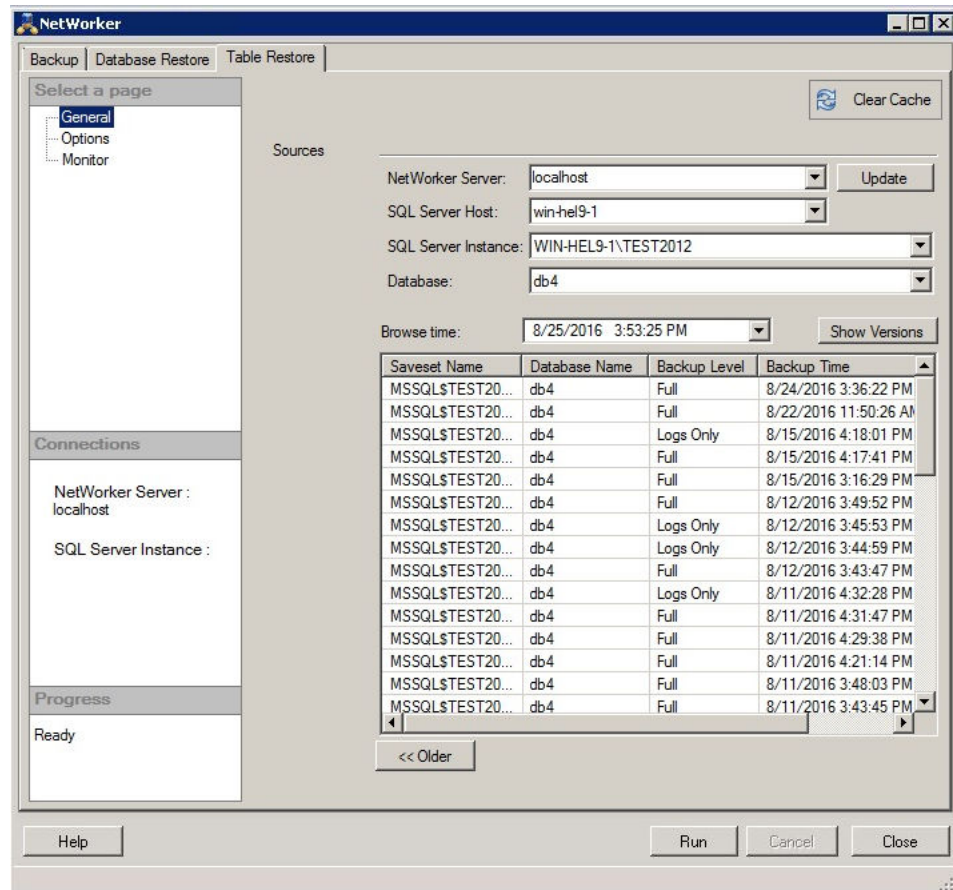 NetWorker
Backup Database Restore Table Restore
Select a page
General
Options
Monitor
Connections
NetWorker Server :
localhost
SQL Server Instance :
Progress
Ready
Clear Cache
Sources
NetWorker Server: localhost Update
SQL Server Host: win-hel9-1
SQL Server Instance: WIN-HEL9-1\TEST2012
Database: db4
Browse time: 8/25/2016 3:53:25 PM Show Versions
Saveset Name Database Name Backup Level Backup Time
MSSQL$TEST20... db4 Full 8/24/2016 3:36:22 PM
MSSQL$TEST20... db4 Full 8/22/2016 11:50:26 AM
MSSQL$TEST20... db4 Logs Only 8/15/2016 4:18:01 PM
MSSQL$TEST20... db4 Full 8/15/2016 4:17:41 PM
MSSQL$TEST20... db4 Full 8/15/2016 3:16:29 PM
MSSQL$TEST20... db4 Full 8/12/2016 3:49:52 PM
MSSQL$TEST20... db4 Logs Only 8/12/2016 3:45:53 PM
MSSQL$TEST20... db4 Logs Only 8/12/2016 3:44:59 PM
MSSQL$TEST20... db4 Full 8/12/2016 3:43:47 PM
MSSQL$TEST20... db4 Logs Only 8/11/2016 4:32:28 PM
MSSQL$TEST20... db4 Full 8/11/2016 4:31:47 PM
MSSQL$TEST20... db4 Full 8/11/2016 4:29:38 PM
MSSQL$TEST20... db4 Full 8/11/2016 4:21:14 PM
MSSQL$TEST20... db4 Full 8/11/2016 3:48:03 PM
MSSQL$TEST20... db4 Full 8/11/2016 3:43:45 PM
<< Older
Help Run Cancel Close